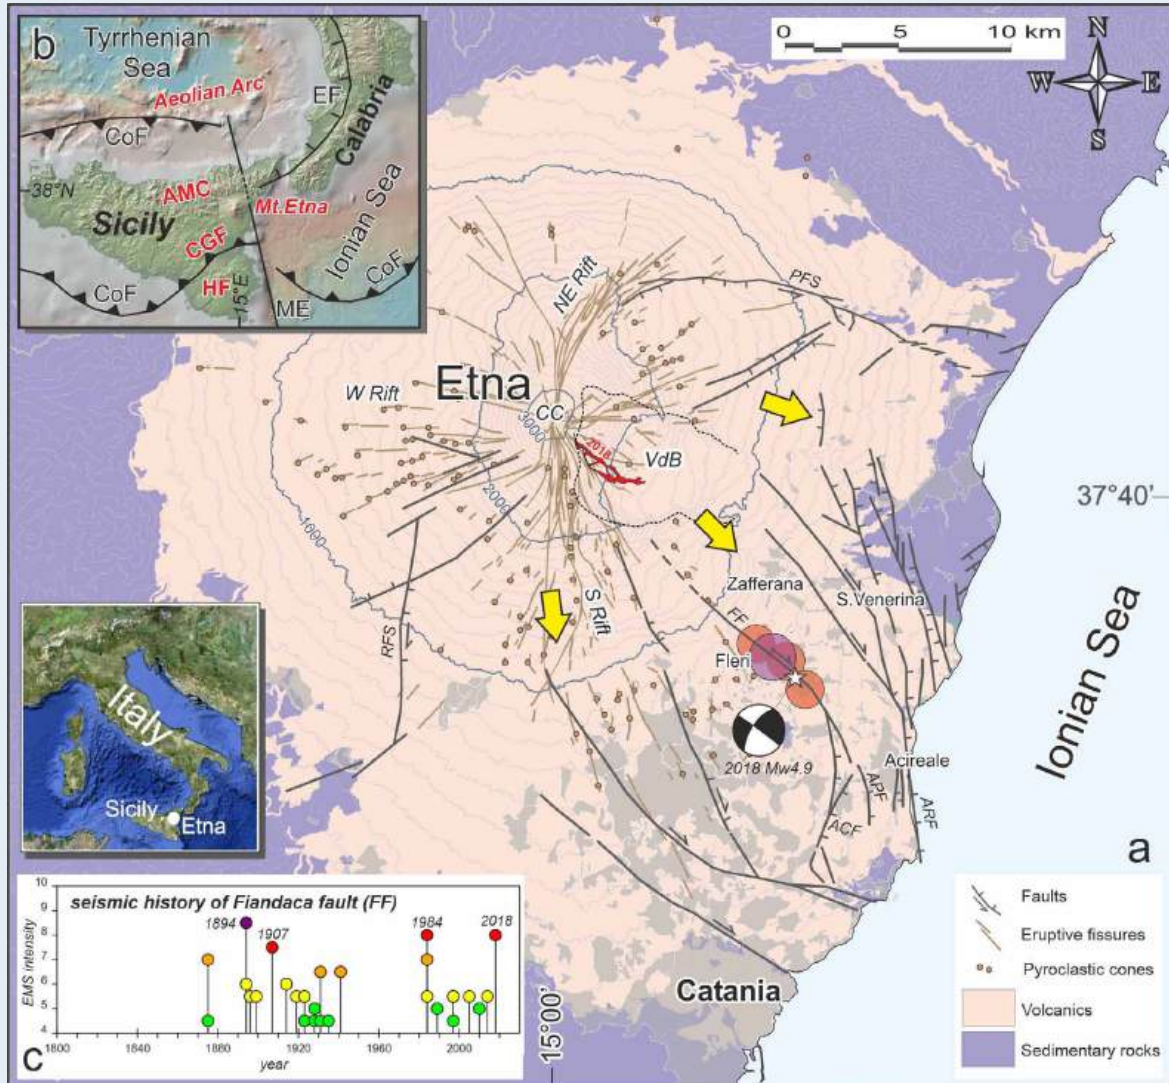 b
Tyrrhenian
Sea
Aeolian Arc
EF
CoF
Calabria
38°N
AMC
Mt.Etna
Sicily
Ionian Sea
CGF
CoF
HF
CoF
15°E
ME
0 5 10 km
N
W E
S
PFS
NE Rift
Etna
W Rift
CC
3000
2018
VdB
2000
1000
37°40'
Zafferana
S.Venerina
S Rift
FF
RFS
Fleri
2018 Mw4.9
Acireale
APF
ARF
ACF
Ionian Sea
Catania
15°00'
a
Italy
Sicily
Etna
Faults
Eruptive fissures
Pyroclastic cones
Volcanics
Sedimentary rocks
seismic history of Fiandaca fault (FF)
1894
1907
1984
2018
EMS intensity
10
8
6
4
1800 1840 1880 1920 1960 2000
year
c